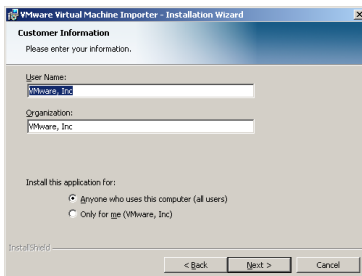 VMware Virtual Machine Importer - Installation Wizard
Customer Information
Please enter your information.
User Name:
VMware, Inc
Organization:
VMware, Inc
Install this application for:
Anyone who uses this computer (all users)
Only for me (VMware, Inc)
InstallShield
< Back
Next >
Cancel